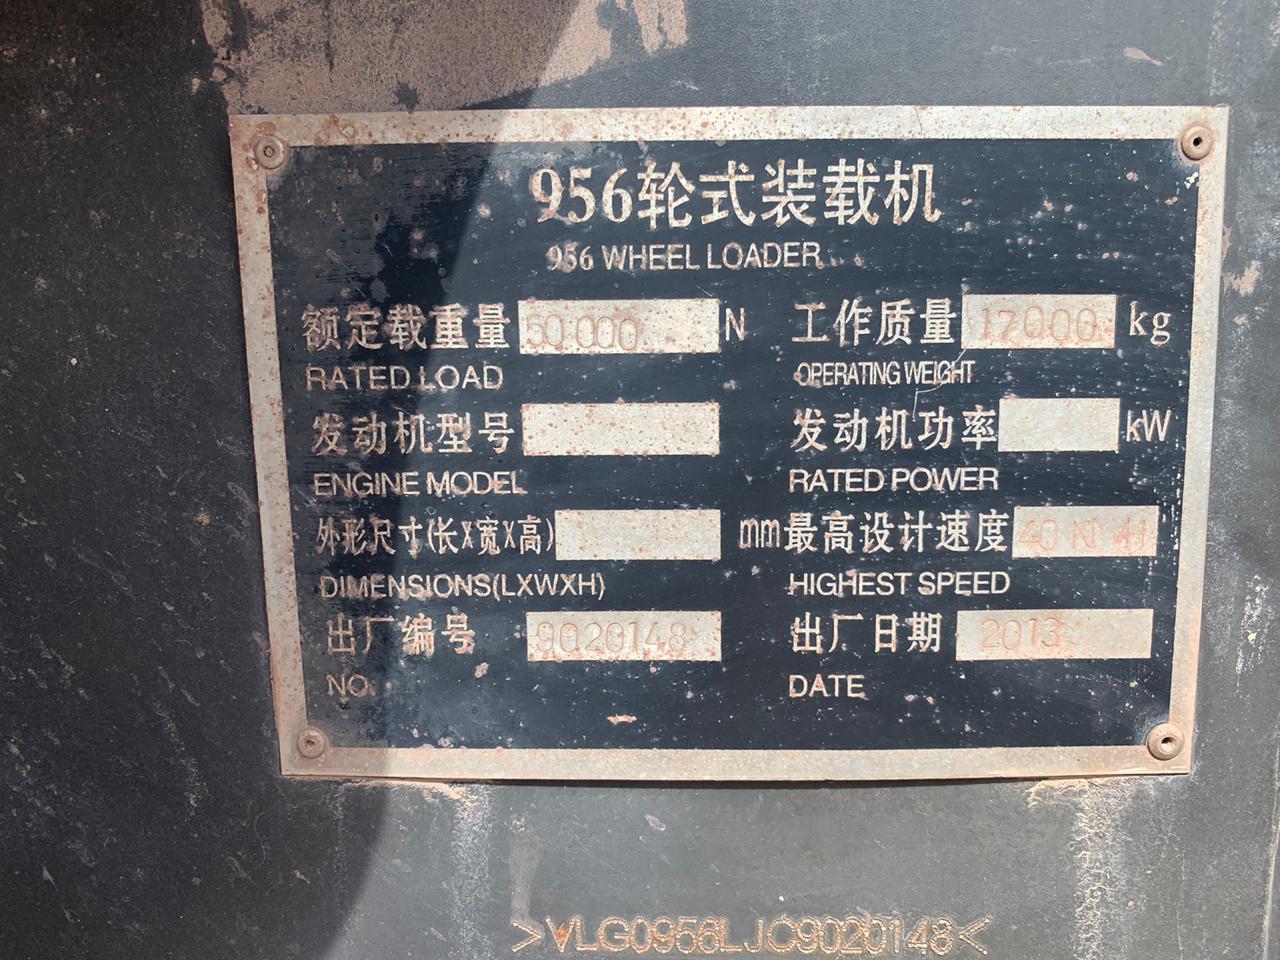 956轮式装载机
956 WHEEL LOADER
额定载重量 50 000 N 工作质量 17000 kg
RATED LOAD OPERATING WEIGHT
发动机型号 发动机功率 kW
ENGINE MODEL RATED POWER
外形尺寸(长X宽X高) mm 最高设计速度 40 KM/H
DIMENSIONS(LXWXH) HIGHEST SPEED
出厂编号 9020148 出厂日期 2013
NO. DATE
>VLG0956LJC9020148<